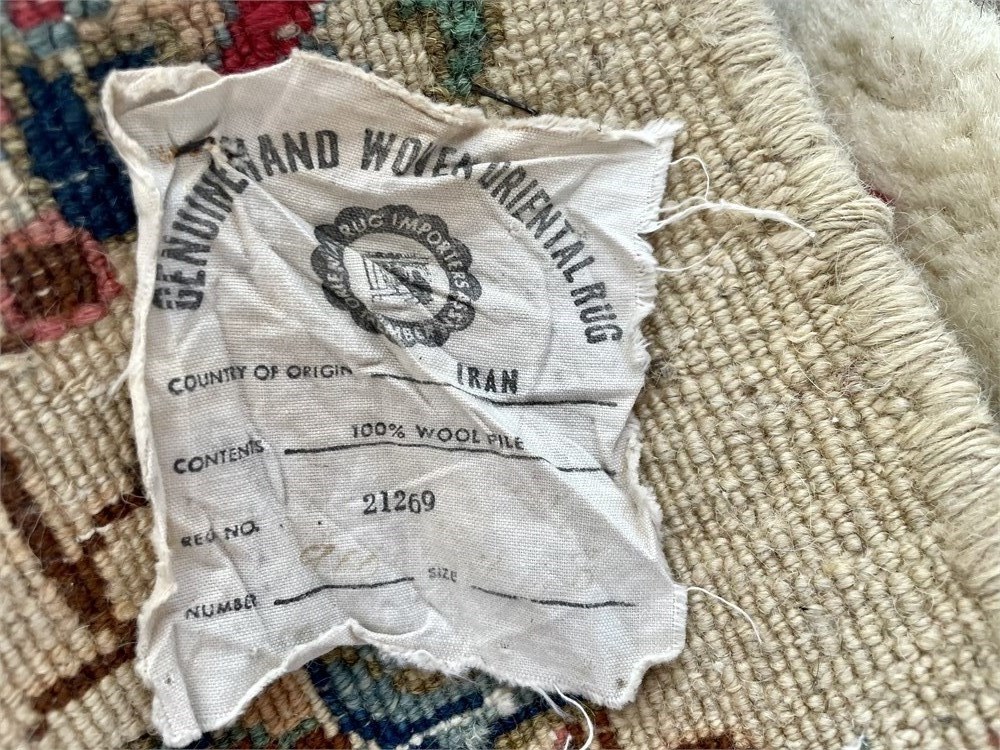 GENUINE HAND WOVEN ORIENTAL RUG
RUG IMPORTERS
COUNTRY OF ORIGIN IRAN
CONTENTS 100% WOOL PILE
REG NO. 21269
NUMBER SIZE